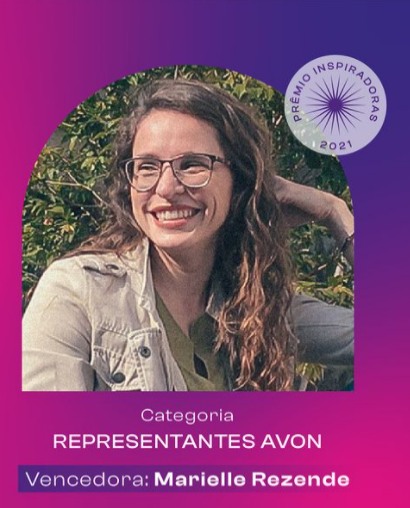 PRÊMIO INSPIRADORAS
2021
Categoria
REPRESENTANTES AVON
Vencedora: Marielle Rezende